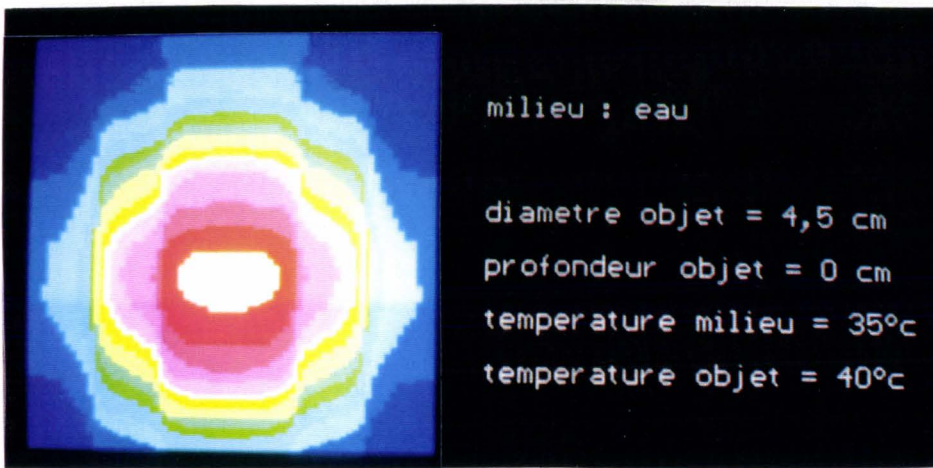 milieu : eau
diametre objet = 4,5 cm
profondeur objet = 0 cm
temperature milieu = 35°c
temperature objet = 40°c